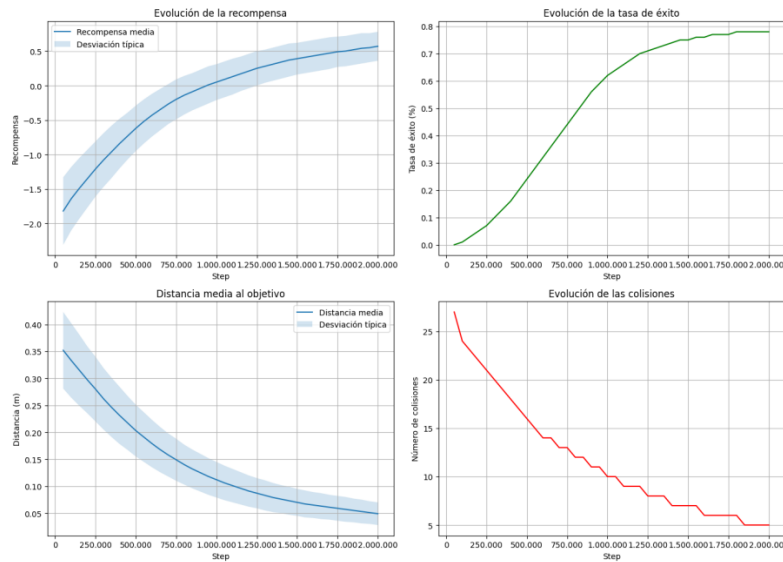 Evolución de la recompensa
Recompensa media
Desviación típica
Recompensa
0.5
0.0
-0.5
-1.0
-1.5
-2.0
0 250.000 500.000 750.000 1.000.000 1.250.000 1.500.000 1.750.000 2.000.000
Step
Evolución de la tasa de éxito
Tasa de éxito (%)
0.8
0.7
0.6
0.5
0.4
0.3
0.2
0.1
0.0
0 250.000 500.000 750.000 1.000.000 1.250.000 1.500.000 1.750.000 2.000.000
Step
Distancia media al objetivo
Distancia media
Desviación típica
Distancia (m)
0.40
0.35
0.30
0.25
0.20
0.15
0.10
0.05
0 250.000 500.000 750.000 1.000.000 1.250.000 1.500.000 1.750.000 2.000.000
Step
Evolución de las colisiones
Número de colisiones
25
20
15
10
5
0 250.000 500.000 750.000 1.000.000 1.250.000 1.500.000 1.750.000 2.000.000
Step